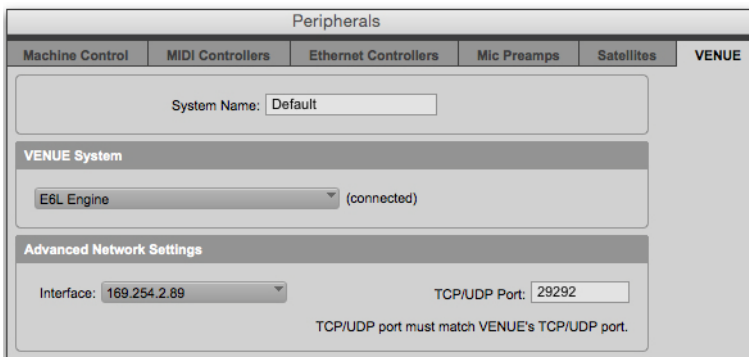 Peripherals
Machine Control MIDI Controllers Ethernet Controllers Mic Preamps Satellites VENUE
System Name: Default
VENUE System
E6L Engine (connected)
Advanced Network Settings
Interface: 169.254.2.89 TCP/UDP Port: 29292
TCP/UDP port must match VENUE's TCP/UDP port.